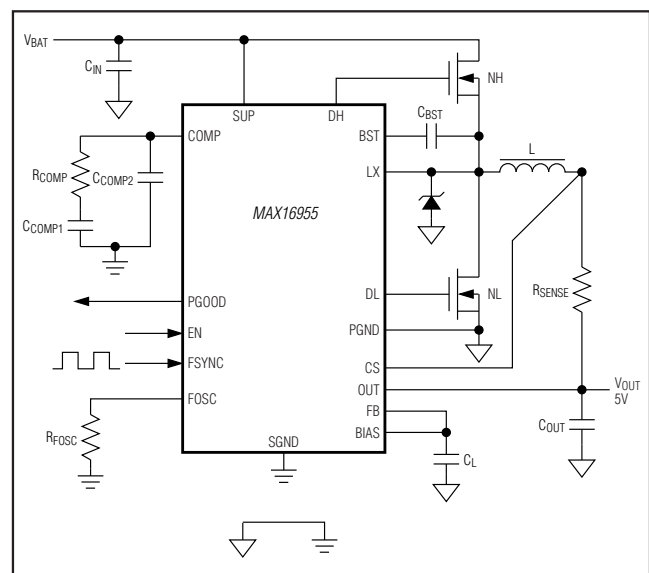 VBAT
CIN
NH
SUP
DH
COMP
BST
CBST
L
RCOMP
CCOMP2
LX
MAX16955
CCOMP1
DL
NL
RSENSE
PGOOD
PGND
EN
FSYNC
CS
OUT
VOUT
5V
FOSC
FB
COUT
RFOSC
SGND
BIAS
CL